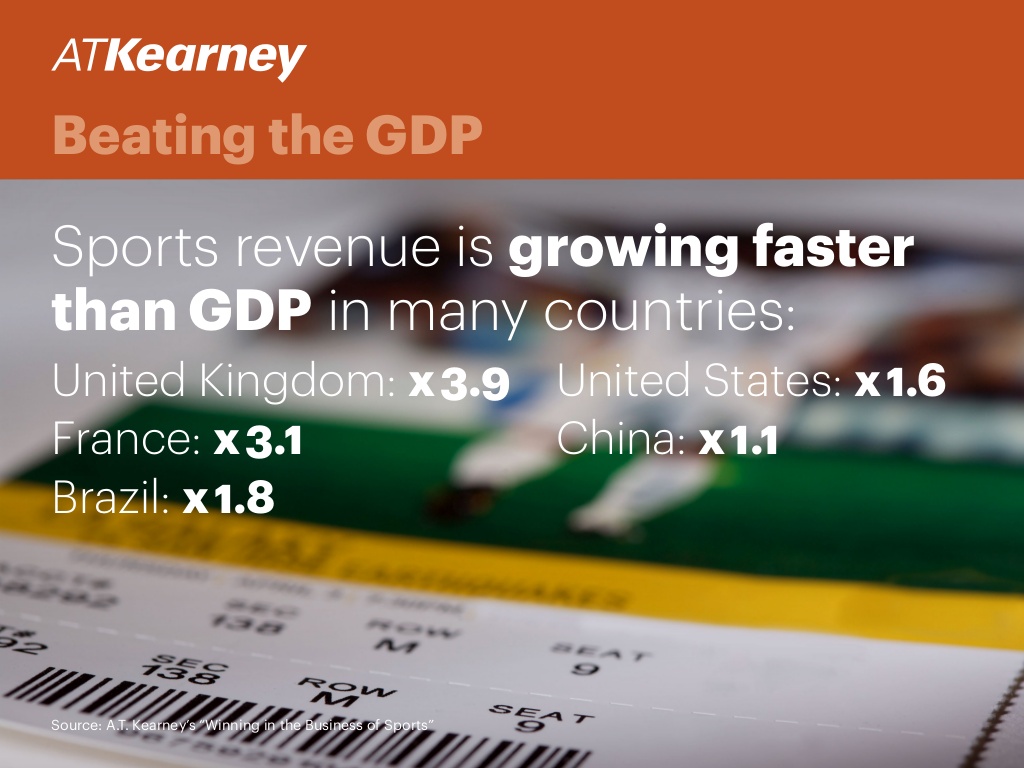 ATKearney
Beating the GDP
Sports revenue is growing faster
than GDP in many countries:
United Kingdom: x3.9
France: x3.1
Brazil: x1.8
United States: x1.6
China: x1.1
EARTHQUAKES
SEC
138
ROW
M
SEAT
9
SEC
138
ROW
M
SEAT
9
Source: A.T. Kearney's “Winning in the Business of Sports”